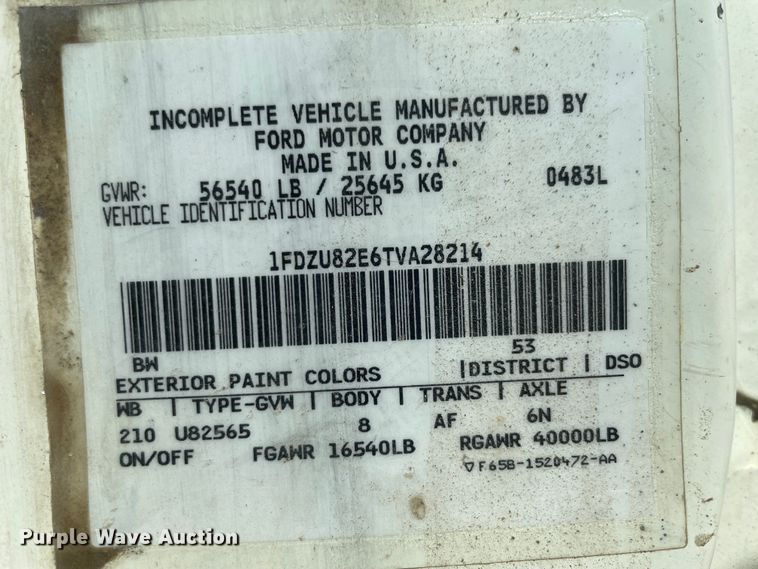 INCOMPLETE VEHICLE MANUFACTURED BY
FORD MOTOR COMPANY
MADE IN U.S.A.
GVWR: 56540 LB / 25645 KG 0483L
VEHICLE IDENTIFICATION NUMBER
1FDZU82E6TVA28214
BW 53
EXTERIOR PAINT COLORS |DISTRICT | DSO
WB | TYPE-GVW | BODY | TRANS | AXLE
210 U82565 8 AF 6N
ON/OFF FGAWR 16540LB RGAWR 40000LB
▽F65B-1520472-AA
Purple Wave Auction